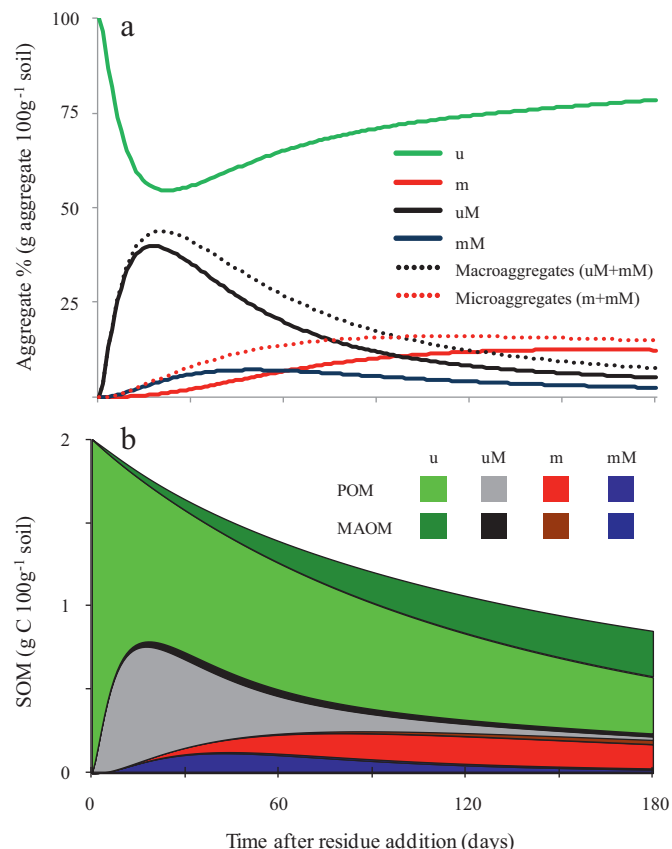 a
100
75
50
25
Aggregate % (g aggregate 100g⁻¹ soil)
u
m
uM
mM
Macroaggregates (uM+mM)
Microaggregates (m+mM)
b
2
1
0
SOM (g C 100g⁻¹ soil)
u uM m mM
POM
MAOM
0 60 120 180
Time after residue addition (days)